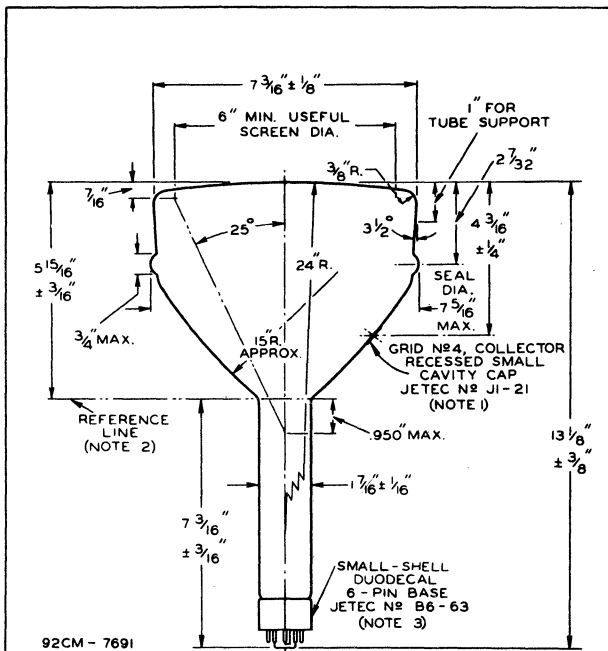 7 3/16" ± 1/8"
6" MIN. USEFUL
SCREEN DIA.
1" FOR
TUBE SUPPORT
2 7/32"
3/8" R.
7/16"
25°
3 1/2°
4 3/16"
± 1/4"
24" R.
5 15/16"
± 3/16"
SEAL
DIA.
7 5/16"
MAX.
3/4" MAX.
15" R.
APPROX.
GRID Nº4, COLLECTOR
RECESSED SMALL
CAVITY CAP
JETEC Nº J1-21
(NOTE 1)
REFERENCE
LINE
(NOTE 2)
.950" MAX.
13 1/8"
± 3/8"
1 7/16" ± 1/16"
7 3/16"
± 3/16"
SMALL-SHELL
DUODECAL
6-PIN BASE
JETEC Nº B6-63
(NOTE 3)
92CM-7691